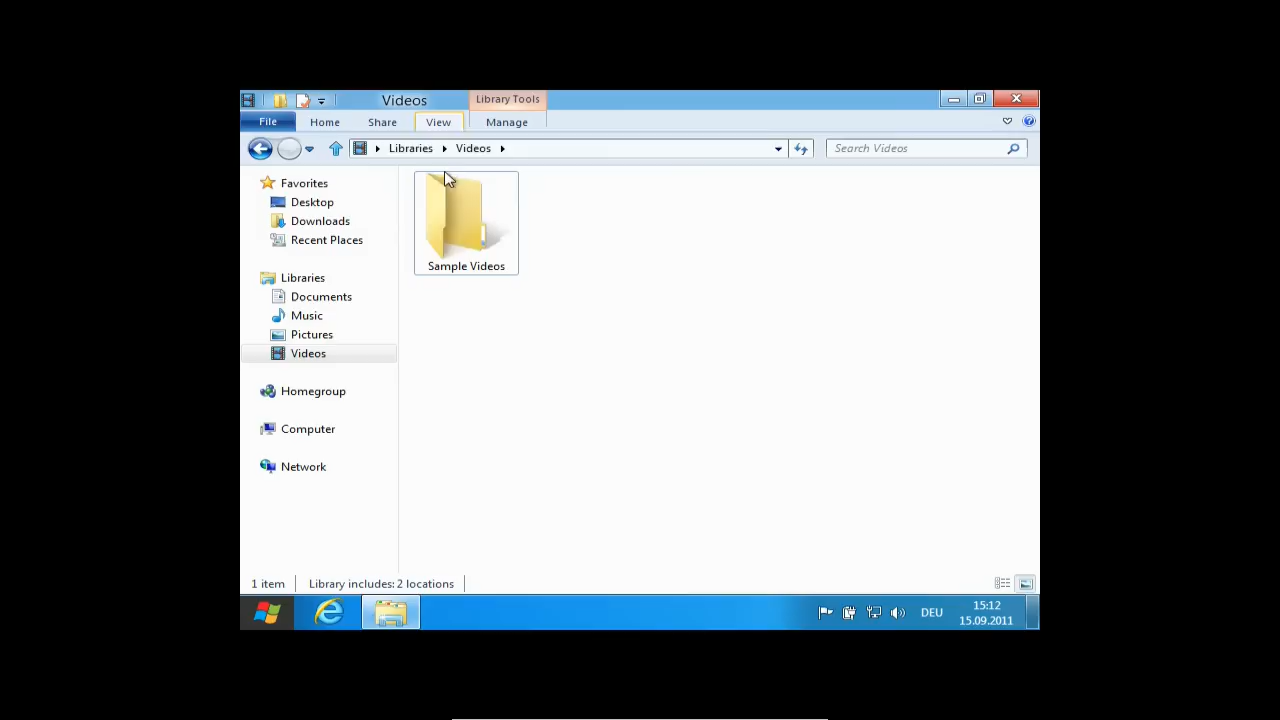 Videos
Library Tools
File
Home
Share
View
Manage
Libraries
Videos
Search Videos
Favorites
Desktop
Downloads
Recent Places
Libraries
Documents
Music
Pictures
Videos
Homegroup
Computer
Network
Sample Videos
1 item
Library includes: 2 locations
DEU
15:12
15.09.2011